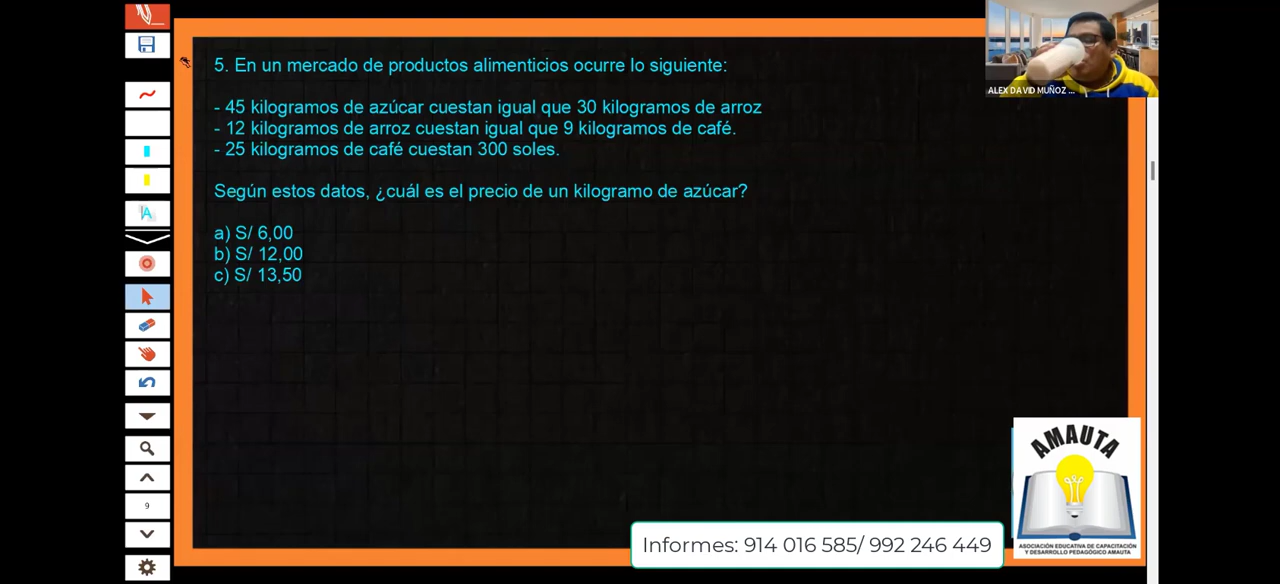 5. En un mercado de productos alimenticios ocurre lo siguiente:
- 45 kilogramos de azúcar cuestan igual que 30 kilogramos de arroz
- 12 kilogramos de arroz cuestan igual que 9 kilogramos de café.
- 25 kilogramos de café cuestan 300 soles.
Según estos datos, ¿cuál es el precio de un kilogramo de azúcar?
a) S/ 6,00
b) S/ 12,00
c) S/ 13,50
ALEX DAVID MUÑOZ ...
A
9
AMAUTA
ASOCIACIÓN EDUCATIVA DE CAPACITACIÓN
Y DESARROLLO PEDAGÓGICO AMAUTA
Informes: 914 016 585/ 992 246 449